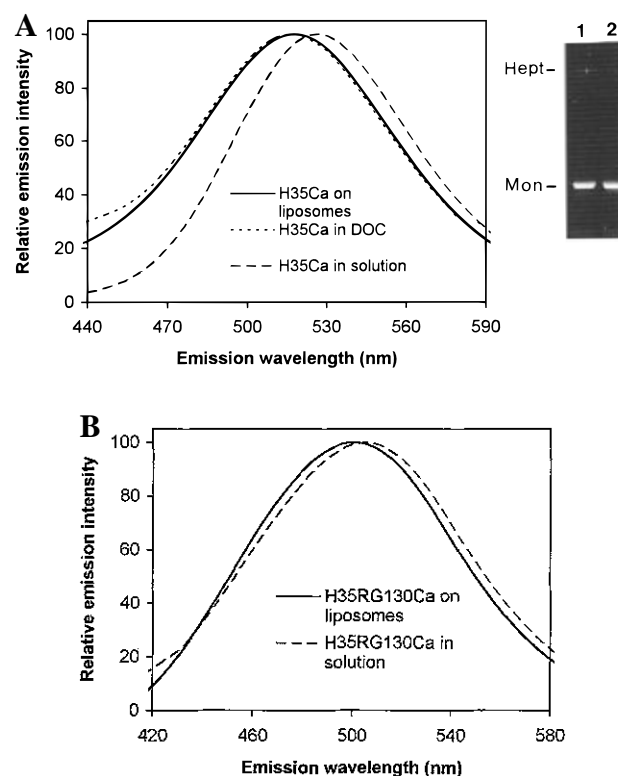 A
Relative emission intensity
100
80
60
40
20
0
H35Ca on
liposomes
H35Ca in DOC
H35Ca in solution
440
470
500
530
560
590
Emission wavelength (nm)
1 2
Hept –
Mon –
B
Relative emission intensity
100
80
60
40
20
0
H35RG130Ca on
liposomes
H35RG130Ca in
solution
420
460
500
540
580
Emission wavelength (nm)